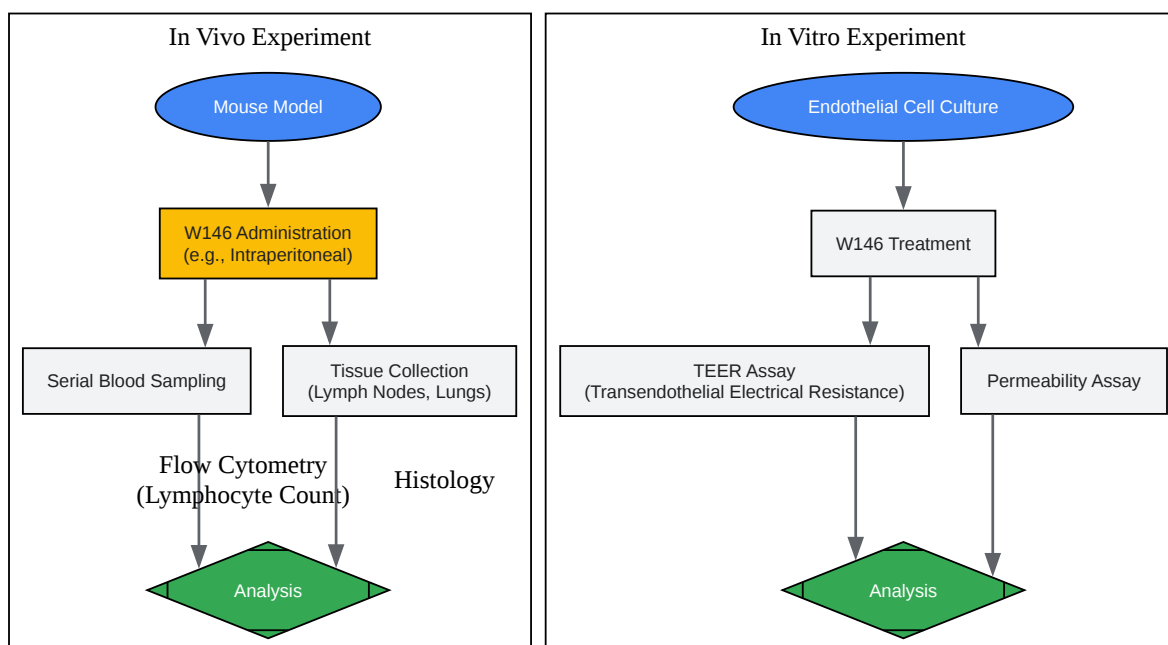 In Vivo Experiment
Mouse Model
W146 Administration
(e.g., Intraperitoneal)
Serial Blood Sampling
Tissue Collection
(Lymph Nodes, Lungs)
Flow Cytometry
(Lymphocyte Count)
Histology
Analysis
In Vitro Experiment
Endothelial Cell Culture
W146 Treatment
TEER Assay
(Transendothelial Electrical Resistance)
Permeability Assay
Analysis